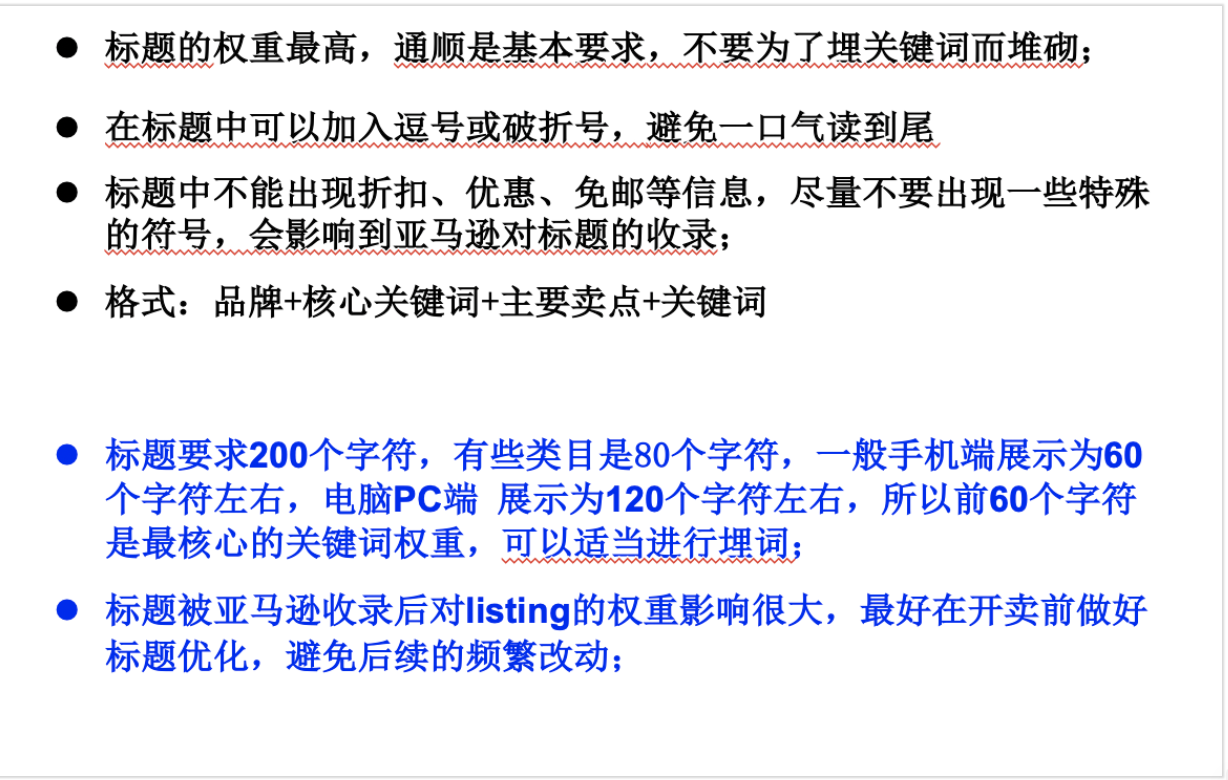 ● 标题的权重最高，通顺是基本要求，不要为了埋关键词而堆砌；
● 在标题中可以加入逗号或破折号，避免一口气读到尾
● 标题中不能出现折扣、优惠、免邮等信息，尽量不要出现一些特殊
的符号，会影响到亚马逊对标题的收录；
● 格式：品牌+核心关键词+主要卖点+关键词
● 标题要求200个字符，有些类目是80个字符，一般手机端展示为60
个字符左右，电脑PC端 展示为120个字符左右，所以前60个字符
是最核心的关键词权重，可以适当进行埋词；
● 标题被亚马逊收录后对listing的权重影响很大，最好在开卖前做好
标题优化，避免后续的频繁改动；